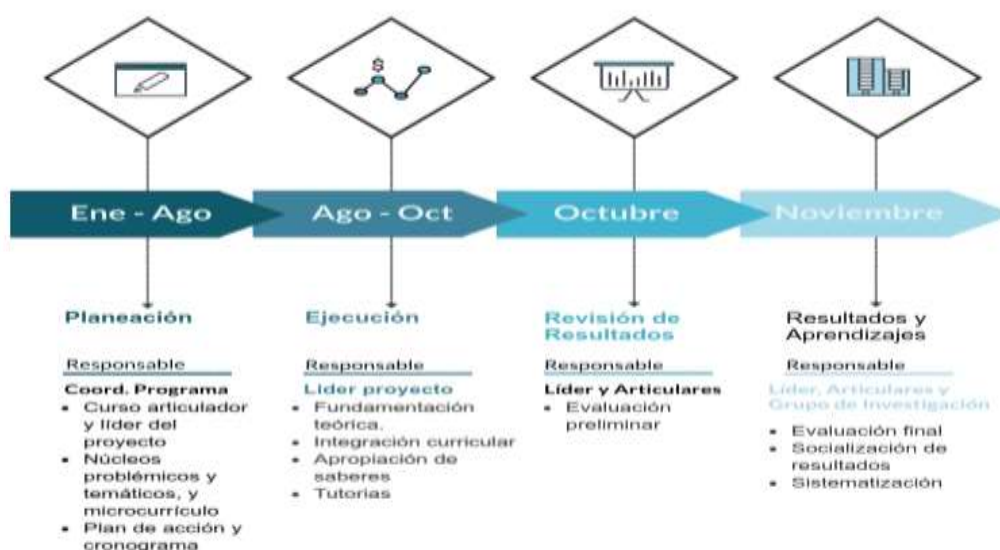 $
Ene - Ago
Ago - Oct
Octubre
Noviembre
Planeación
Responsable
Coord. Programa
• Curso articulador
y líder del
proyecto
• Núcleos
problémicos y
temáticos, y
microcurrículo
• Plan de acción y
cronograma
Ejecución
Responsable
Lider proyecto
• Fundamentación
teórica.
• Integración curricular
• Apropiación de
saberes
• Tutorias
Revisión de
Resultados
Responsable
Líder y Articulares
• Evaluación
preliminar
Resultados y
Aprendizajes
Responsable
Líder, Articulares y
Grupo de Investigación
• Evaluación final
• Socialización de
resultados
• Sistematización